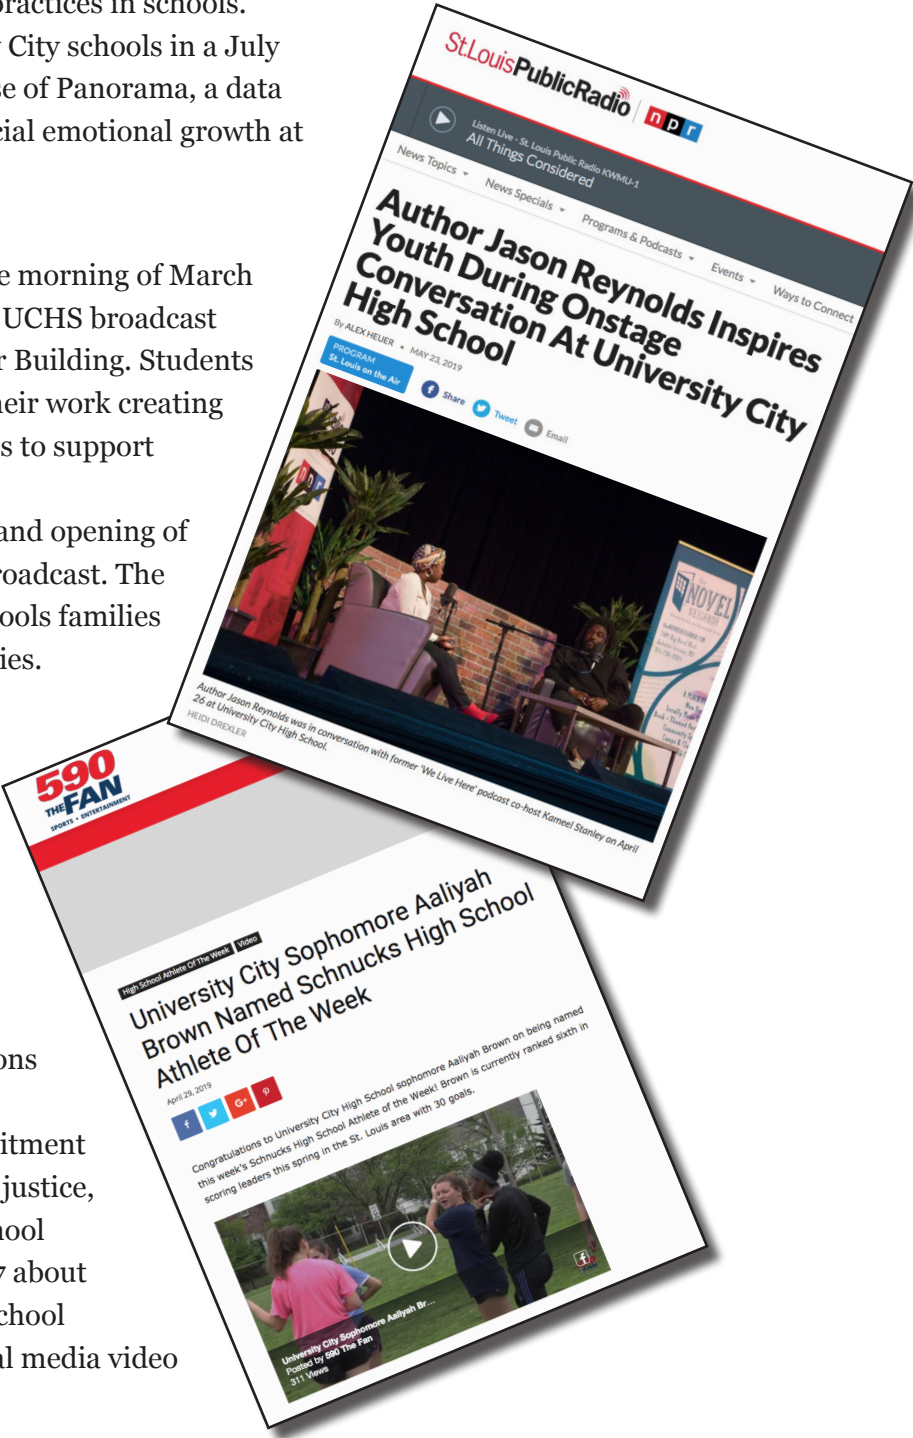 practices in schools.
City schools in a July
se of Panorama, a data
cial emotional growth at
e morning of March
UCHS broadcast
r Building. Students
heir work creating
s to support
and opening of
roadcast. The
ools families
ies.
ons
itment
justice,
hool
7 about
chool
al media video
St.Louis Public Radio npr
Listen Live - St. Louis Public Radio KWMU-1
All Things Considered
News Topics News Specials Programs & Podcasts Events Ways to Connect
Author Jason Reynolds Inspires
Youth During Onstage
Conversation At University City
High School
By ALEX HEUER • MAY 23, 2019
PROGRAM
St. Louis on the Air
Share Tweet Email
npr
the
NOVEL
NEIGHBOR
Author Jason Reynolds was in conversation with former 'We Live Here' podcast co-host Kameel Stanley on April
26 at University City High School.
HEIDI DREXLER
590
THE FAN
SPORTS • ENTERTAINMENT
High School Athlete Of The Week Video
University City Sophomore Aaliyah
Brown Named Schnucks High School
Athlete Of The Week
April 29, 2019
f G+
Congratulations to University City High School sophomore Aaliyah Brown on being named
this week's Schnucks High School Athlete of the Week! Brown is currently ranked sixth in
scoring leaders this spring in the St. Louis area with 30 goals.
University City Sophomore Aaliyah Br...
Posted by 590 The Fan
311 Views